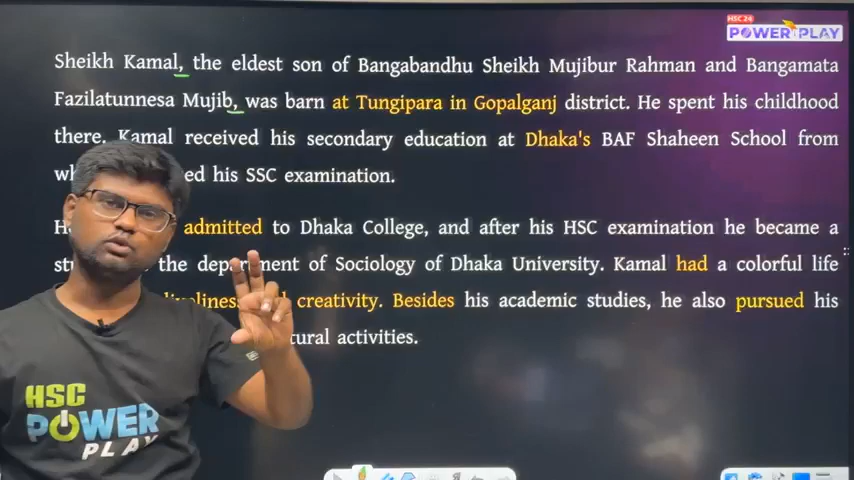 HSC 24
POWER PLAY
Sheikh Kamal, the eldest son of Bangabandhu Sheikh Mujibur Rahman and Bangamata
Fazilatunnesa Mujib, was barn at Tungipara in Gopalganj district. He spent his childhood
there. Kamal received his secondary education at Dhaka's BAF Shaheen School from
his SSC examination.
admitted to Dhaka College, and after his HSC examination he became a
the department of Sociology of Dhaka University. Kamal had a colorful life
creativity. Besides his academic studies, he also pursued his
activities.
HSC
POWER
PLAY